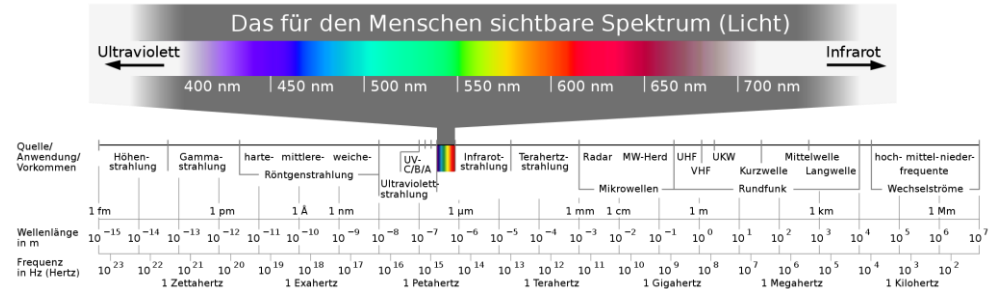 Das für den Menschen sichtbare Spektrum (Licht)
Ultraviolett
Infrarot
400 nm
450 nm
500 nm
550 nm
600 nm
650 nm
700 nm
Quelle/
Anwendung/
Vorkommen
Höhen-
strahlung
Gamma-
strahlung
harte- mittlere- weiche-
Röntgenstrahlung
UV-
C/B/A
Ultraviolett-
strahlung
Infrarot-
strahlung
Terahertz-
strahlung
Radar
MW-Herd
Mikrowellen
UHF
VHF
UKW
Kurzwelle
Mittelwelle
Langwelle
Rundfunk
hoch- mittel-nieder-
frequente
Wechselströme
1 fm
1 pm
1 Å
1 nm
1 µm
1 mm
1 cm
1 m
1 km
1 Mm
Wellenlänge
in m
10⁻¹⁵ 10⁻¹⁴ 10⁻¹³ 10⁻¹² 10⁻¹¹ 10⁻¹⁰ 10⁻⁹ 10⁻⁸ 10⁻⁷ 10⁻⁶ 10⁻⁵ 10⁻⁴ 10⁻³ 10⁻² 10⁻¹ 10⁰ 10¹ 10² 10³ 10⁴ 10⁵ 10⁶ 10⁷
Frequenz
in Hz (Hertz)
10²³ 10²² 10²¹ 10²⁰ 10¹⁹ 10¹⁸ 10¹⁷ 10¹⁶ 10¹⁵ 10¹⁴ 10¹³ 10¹² 10¹¹ 10¹⁰ 10⁹ 10⁸ 10⁷ 10⁶ 10⁵ 10⁴ 10³ 10²
1 Zettahertz
1 Exahertz
1 Petahertz
1 Terahertz
1 Gigahertz
1 Megahertz
1 Kilohertz